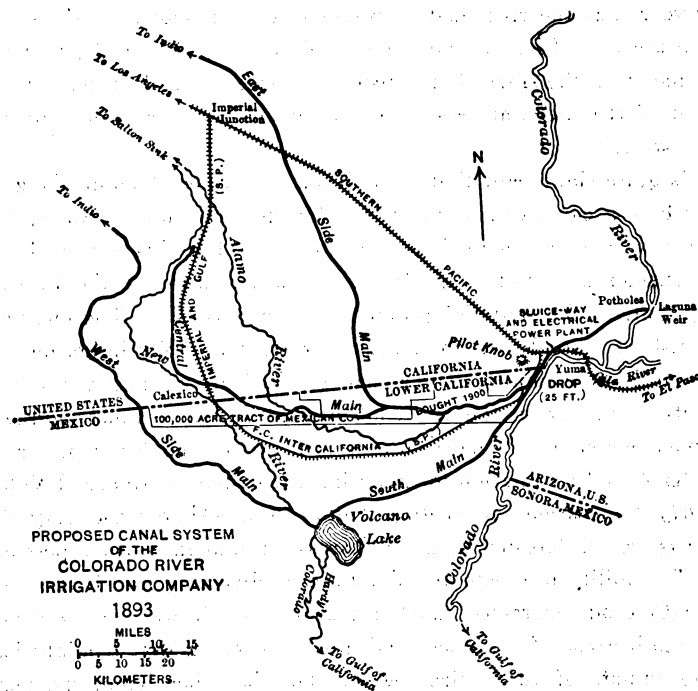 To Indio
To Los Angeles
East
Imperial
Junction
To Salton Sink
(S.P.)
To Indio
SOUTHERN
Side
Alamo
PACIFIC
N
Colorado
River
Potholes
Laguna
Weir
SLUICE-WAY
AND ELECTRICAL
POWER PLANT
Pilot Knob
Yuma
DROP
(25 FT.)
Gila River
To El Paso
IMPERIAL AND GULF
Central
New
River
Main
CALIFORNIA
LOWER CALIFORNIA
West
Calexico
Main
BOUGHT 1900
UNITED STATES
MEXICO
100,000 ACRE TRACT OF MEXICAN CO.
F.C. INTER CALIFORNIA
S.P.
Side
River
Main
South
Main
River
ARIZONA, U.S.
SONORA, MEXICO
Volcano
Lake
Colorado
Hardy's
Colorado
To Gulf of
California
To Gulf of
California
PROPOSED CANAL SYSTEM
OF THE
COLORADO RIVER
IRRIGATION COMPANY
1893
MILES
0 5 10 15
0 5 10 15 20
KILOMETERS